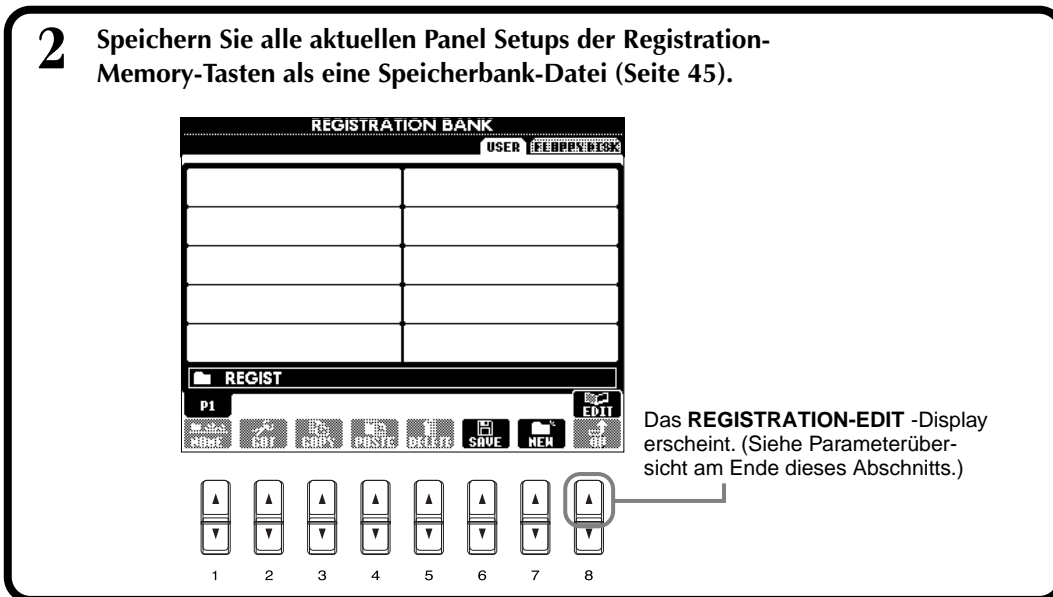 2 Speichern Sie alle aktuellen Panel Setups der Registration-
Memory-Tasten als eine Speicherbank-Datei (Seite 45).
REGISTRATION BANK
USER FLOPPY DISK
REGIST
P1
EDIT
NAME CUT COPY PASTE DELETE SAVE NEW UP
Das REGISTRATION-EDIT -Display
erscheint. (Siehe Parameterüber-
sicht am Ende dieses Abschnitts.)
1 2 3 4 5 6 7 8